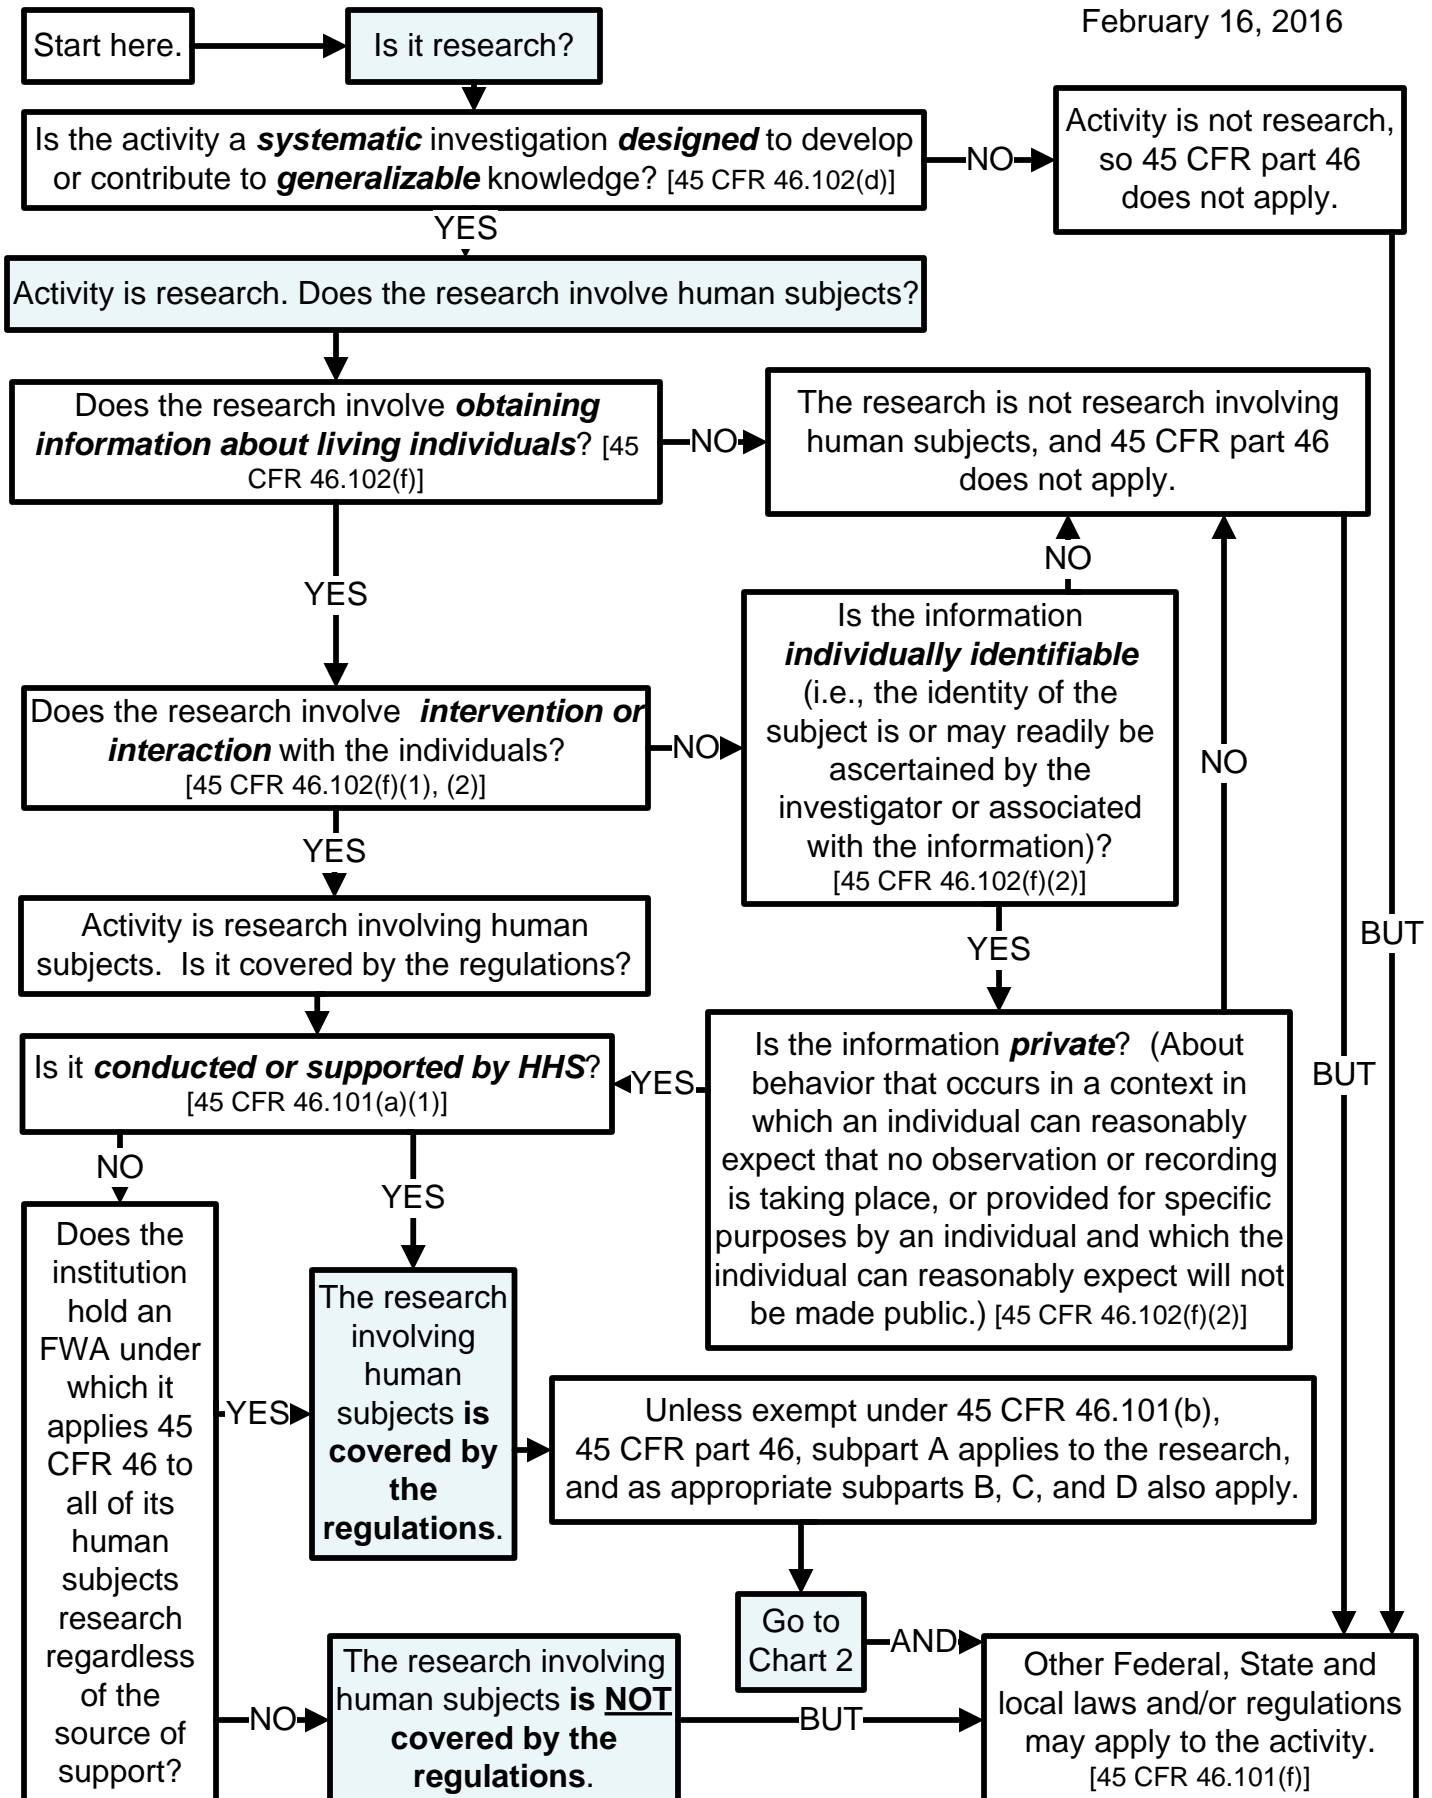 February 16, 2016
Start here.
Is it research?
Is the activity a systematic investigation designed to develop
or contribute to generalizable knowledge? [45 CFR 46.102(d)]
NO
Activity is not research,
so 45 CFR part 46
does not apply.
YES
Activity is research. Does the research involve human subjects?
Does the research involve obtaining
information about living individuals? [45
CFR 46.102(f)]
NO
The research is not research involving
human subjects, and 45 CFR part 46
does not apply.
YES
NO
Is the information
individually identifiable
(i.e., the identity of the
subject is or may readily be
ascertained by the
investigator or associated
with the information)?
[45 CFR 46.102(f)(2)]
Does the research involve intervention or
interaction with the individuals?
[45 CFR 46.102(f)(1), (2)]
NO
NO
YES
Activity is research involving human
subjects. Is it covered by the regulations?
YES
BUT
Is it conducted or supported by HHS?
[45 CFR 46.101(a)(1)]
YES
Is the information private? (About
behavior that occurs in a context in
which an individual can reasonably
expect that no observation or recording
is taking place, or provided for specific
purposes by an individual and which the
individual can reasonably expect will not
be made public.) [45 CFR 46.102(f)(2)]
BUT
NO
YES
Does the
institution
hold an
FWA under
which it
applies 45
CFR 46 to
all of its
human
subjects
research
regardless
of the
source of
support?
YES
The research
involving
human
subjects is
covered by
the
regulations.
Unless exempt under 45 CFR 46.101(b),
45 CFR part 46, subpart A applies to the research,
and as appropriate subparts B, C, and D also apply.
Go to
Chart 2
AND
NO
The research involving
human subjects is NOT
covered by the
regulations.
BUT
Other Federal, State and
local laws and/or regulations
may apply to the activity.
[45 CFR 46.101(f)]